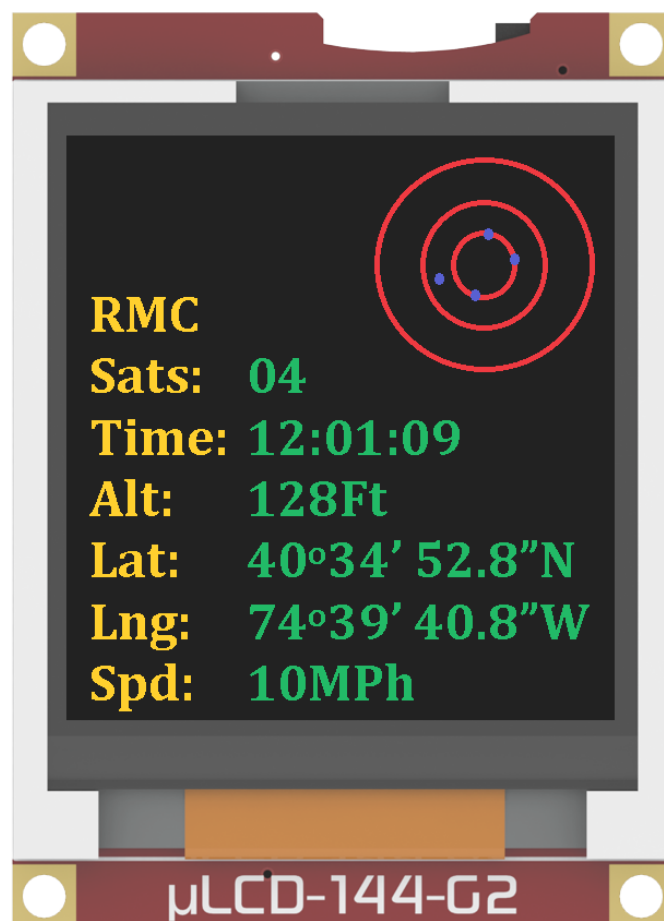 RMC
Sats: 04
Time: 12:01:09
Alt: 128Ft
Lat: 40º34’ 52.8”N
Lng: 74º39’ 40.8”W
Spd: 10MPh
µLCD-144-G2